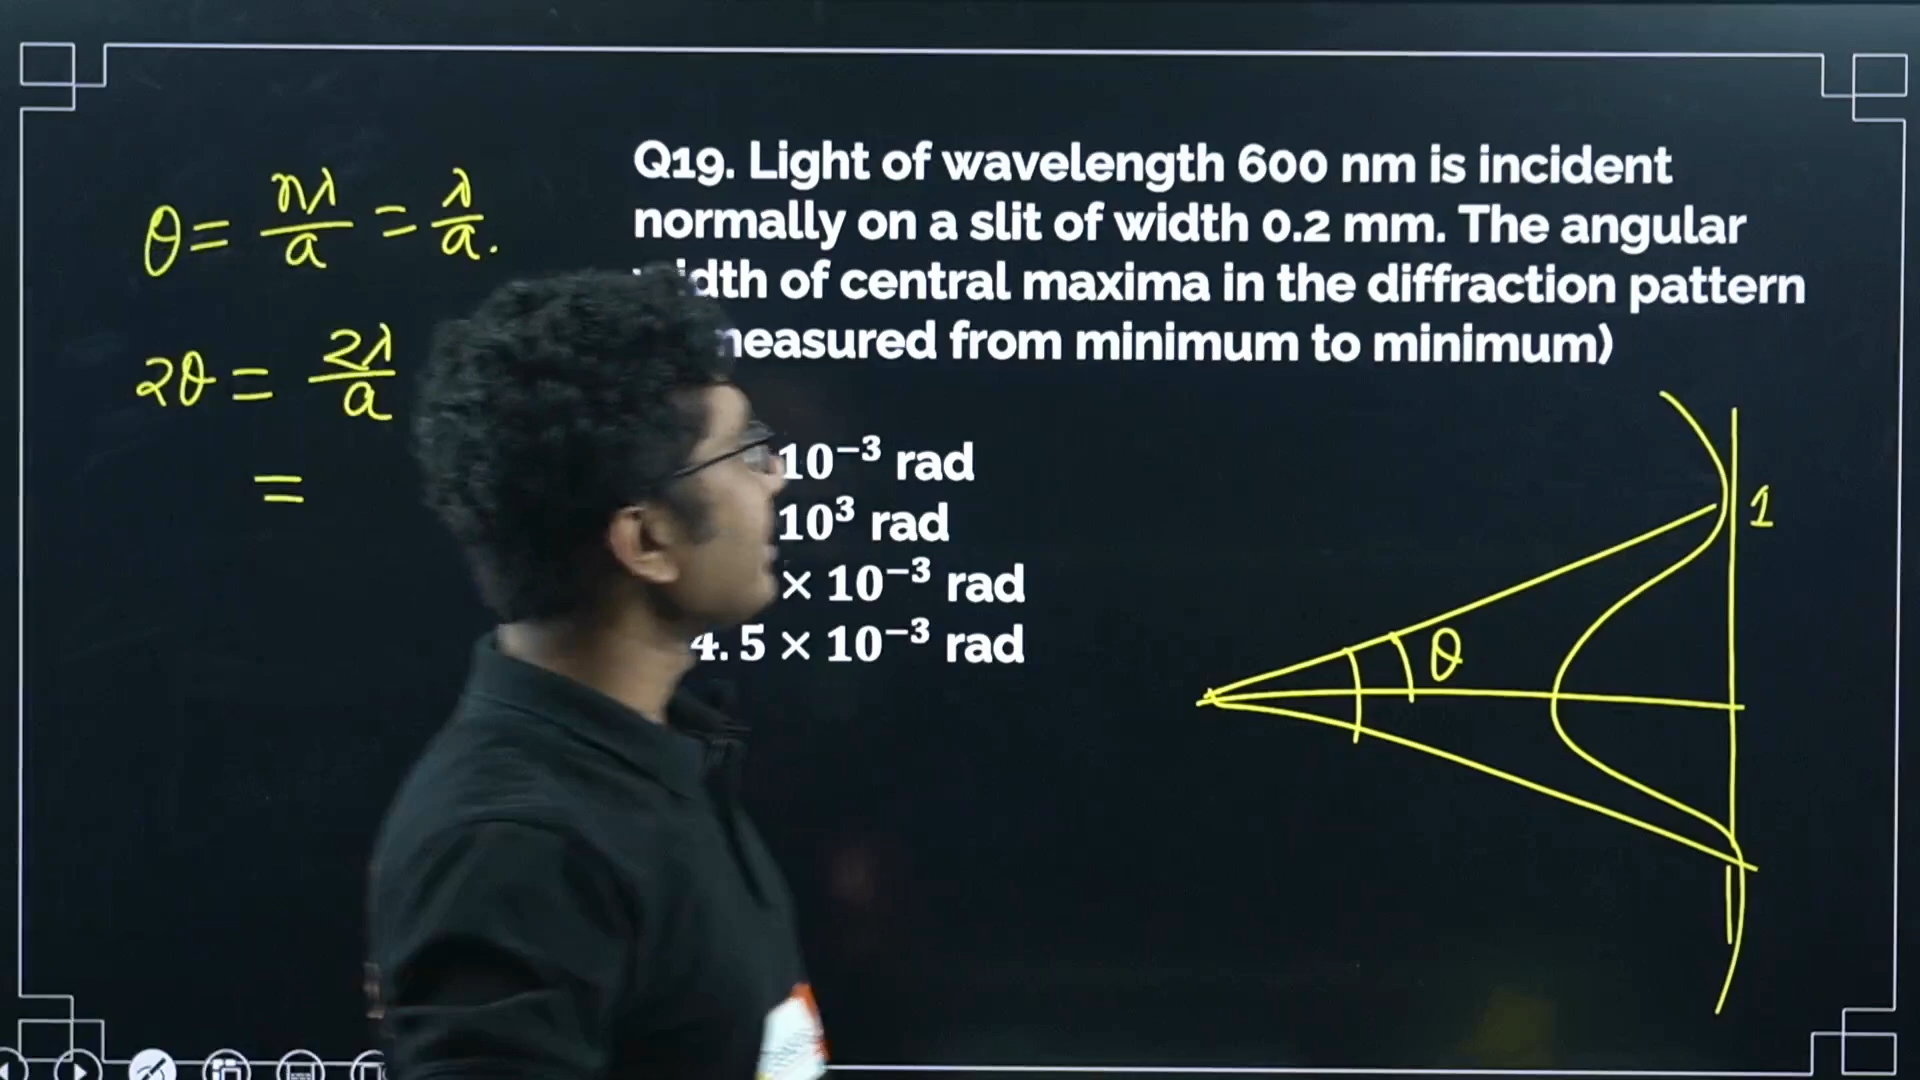 θ = nλ/a = λ/a.
2θ = 2λ/a
=
Q19. Light of wavelength 600 nm is incident
normally on a slit of width 0.2 mm. The angular
of central maxima in the diffraction pattern
from minimum to minimum)
10⁻³ rad
10³ rad
× 10⁻³ rad
4.5 × 10⁻³ rad
1
θ